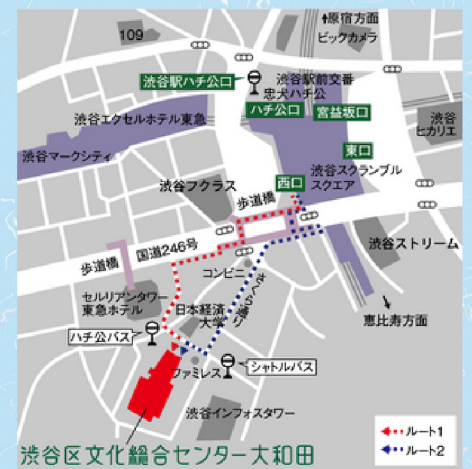 ↑原宿方面
ビックカメラ
109
渋谷駅ハチ公口
渋谷駅前交番
忠犬ハチ公
ハチ公口
宮益坂口
渋谷
ヒカリエ
渋谷エクセルホテル東急
東口
渋谷マークシティ
渋谷スクランブル
スクエア
西口
渋谷フクラス
歩道橋
国道246号
歩道橋
渋谷ストリーム
コンビニ
さくら通り
セルリアンタワー
東急ホテル
日本経済
大学
恵比寿方面
ハチ公バス
ファミレス
シャトルバス
渋谷インフォスタワー
ルート1
ルート2
渋谷区文化総合センター大和田